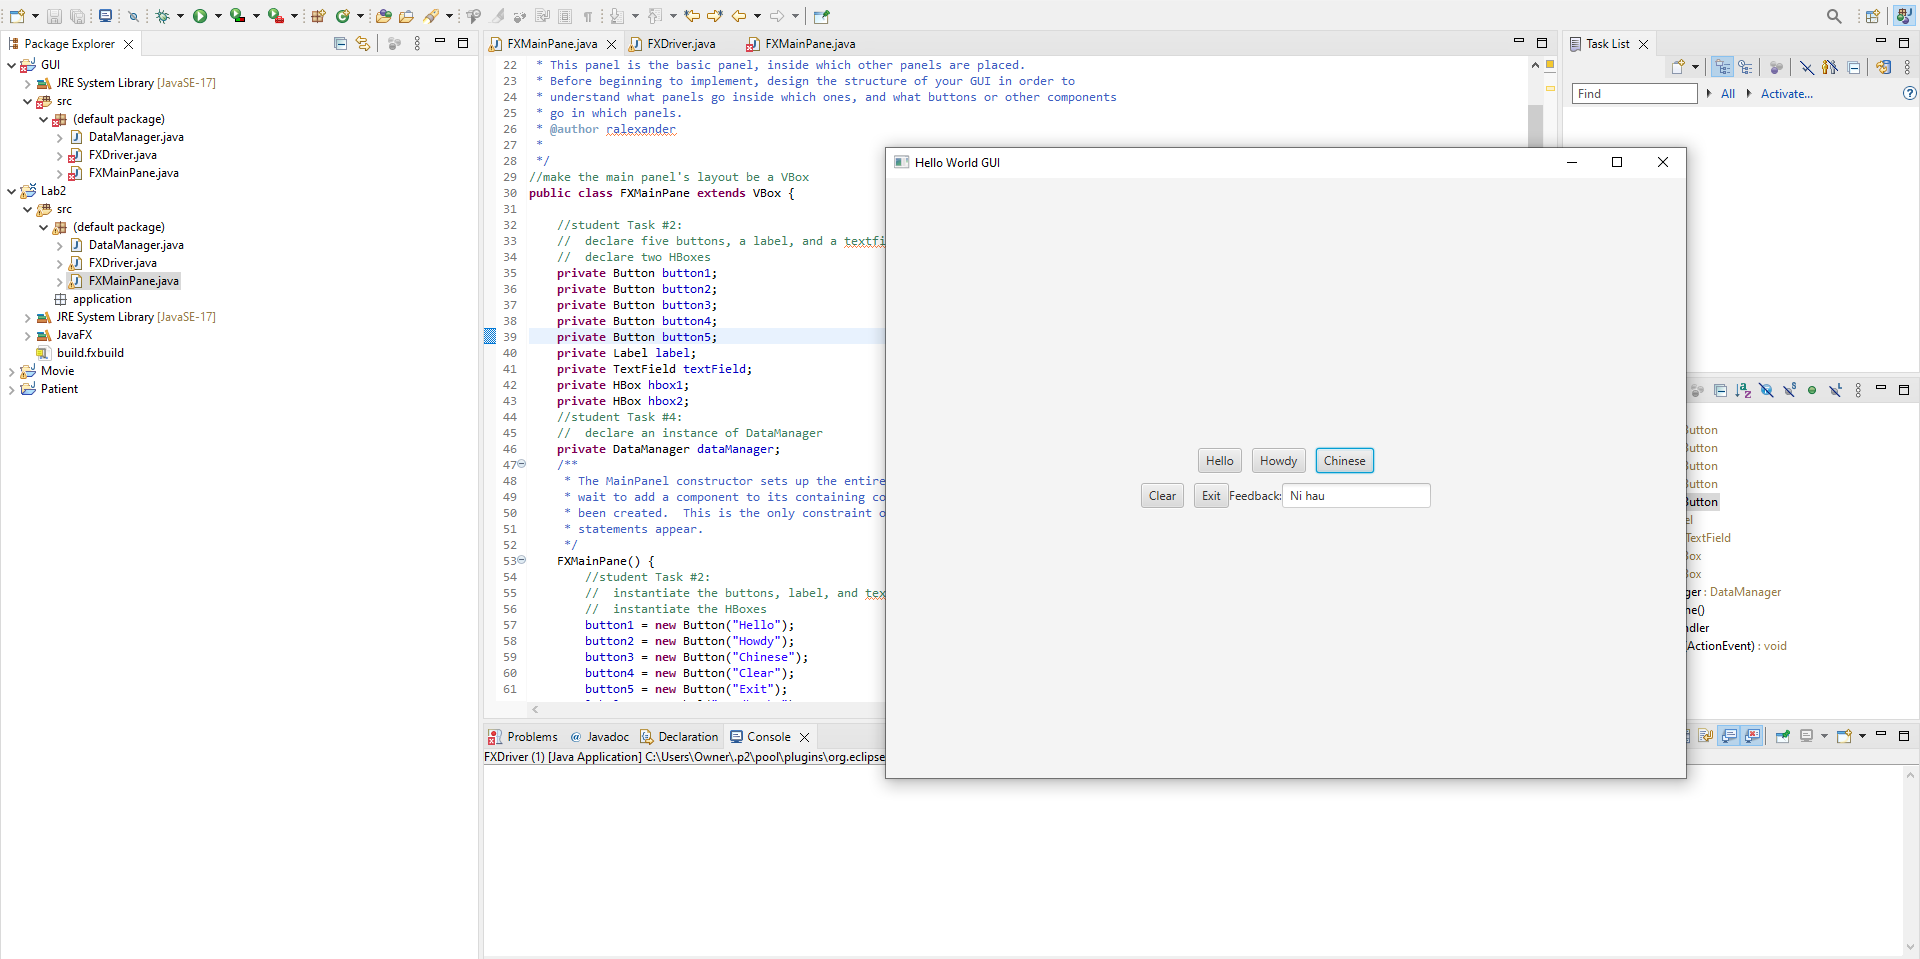 Package Explorer
GUI
JRE System Library [JavaSE-17]
src
(default package)
DataManager.java
FXDriver.java
FXMainPane.java
Lab2
src
(default package)
DataManager.java
FXDriver.java
FXMainPane.java
application
JRE System Library [JavaSE-17]
JavaFX
build.fxbuild
Movie
Patient
FXMainPane.java
FXDriver.java
FXMainPane.java
22 * This panel is the basic panel, inside which other panels are placed.
23 * Before beginning to implement, design the structure of your GUI in order to
24 * understand what panels go inside which ones, and what buttons or other components
25 * go in which panels.
26 * @author ralexander
27 *
28 */
29 //make the main panel's layout be a VBox
30 public class FXMainPane extends VBox {
31
32 //student Task #2:
33 // declare five buttons, a label, and a textfi
34 // declare two HBoxes
35 private Button button1;
36 private Button button2;
37 private Button button3;
38 private Button button4;
39 private Button button5;
40 private Label label;
41 private TextField textField;
42 private HBox hbox1;
43 private HBox hbox2;
44 //student Task #4:
45 // declare an instance of DataManager
46 private DataManager dataManager;
47 /**
48 * The MainPanel constructor sets up the entire
49 * wait to add a component to its containing co
50 * been created. This is the only constraint o
51 * statements appear.
52 */
53 FXMainPane() {
54 //student Task #2:
55 // instantiate the buttons, label, and tex
56 // instantiate the HBoxes
57 button1 = new Button("Hello");
58 button2 = new Button("Howdy");
59 button3 = new Button("Chinese");
60 button4 = new Button("Clear");
61 button5 = new Button("Exit");
Hello World GUI
Hello
Howdy
Chinese
Clear
Exit
Feedback:
Ni hau
Task List
Find
All
Activate...
Button
Button
Button
Button
Button
el
TextField
Box
Box
ger : DataManager
ne()
ndler
(ActionEvent) : void
Problems
@ Javadoc
Declaration
Console
FXDriver (1) [Java Application] C:\Users\Owner\.p2\pool\plugins\org.eclipse